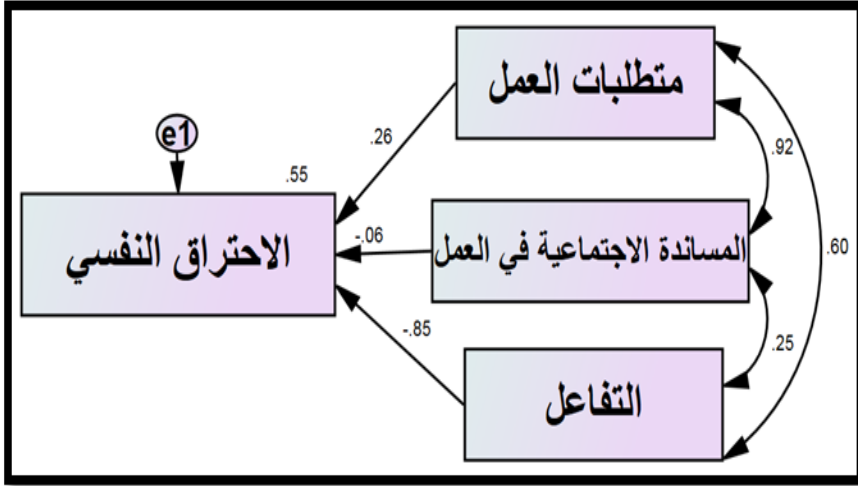 متطلبات العمل
e1
.26
.92
.55
الاحتراق النفسي
-.06
المساندة الاجتماعية في العمل
.60
-.85
.25
التفاعل